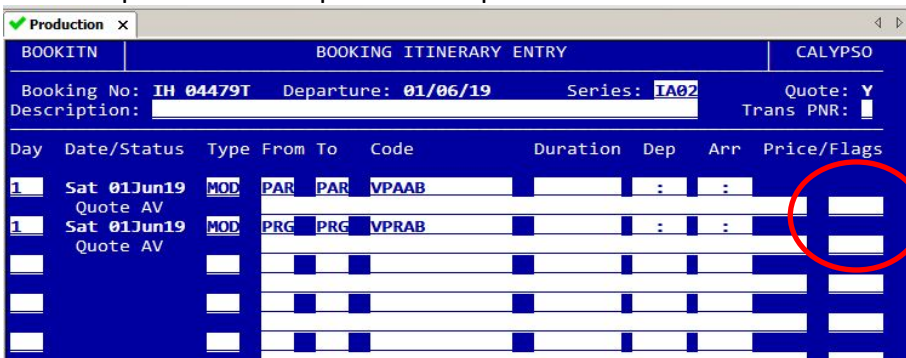 Production x
BOOKITN BOOKING ITINERARY ENTRY CALYPSO
Booking No: IH 04479T Departure: 01/06/19 Series: IA02 Quote: Y
Description: Trans PNR:
Day Date/Status Type From To Code Duration Dep Arr Price/Flags
1 Sat 01Jun19 MOD PAR PAR VPAAB : :
Quote AV
1 Sat 01Jun19 MOD PRG PRG VPRAB : :
Quote AV